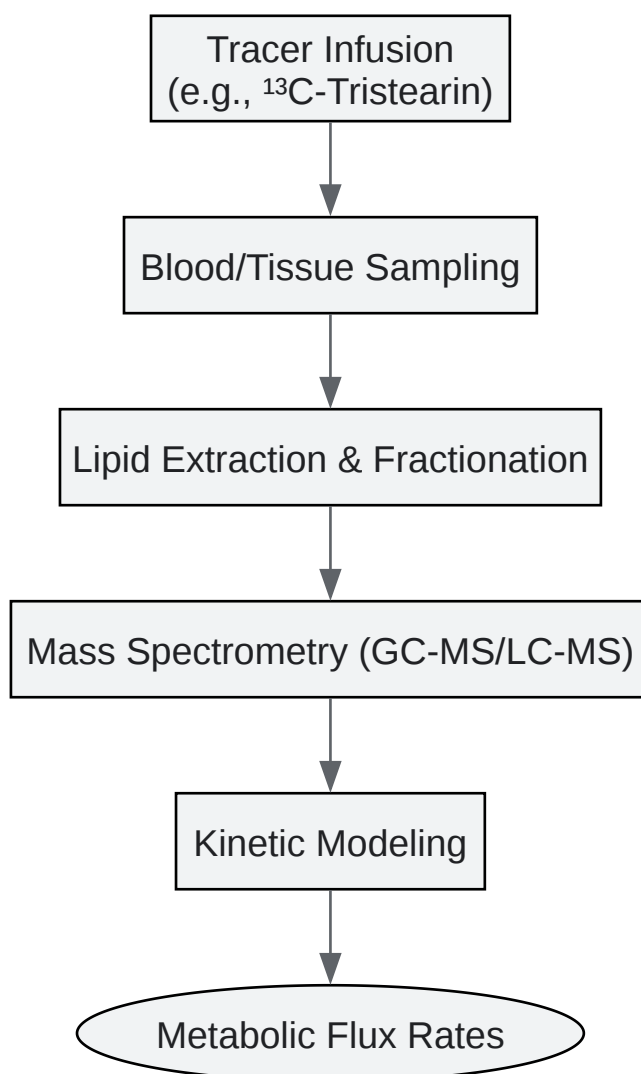 Tracer Infusion
(e.g., ¹³C-Tristearin)
Blood/Tissue Sampling
Lipid Extraction & Fractionation
Mass Spectrometry (GC-MS/LC-MS)
Kinetic Modeling
Metabolic Flux Rates